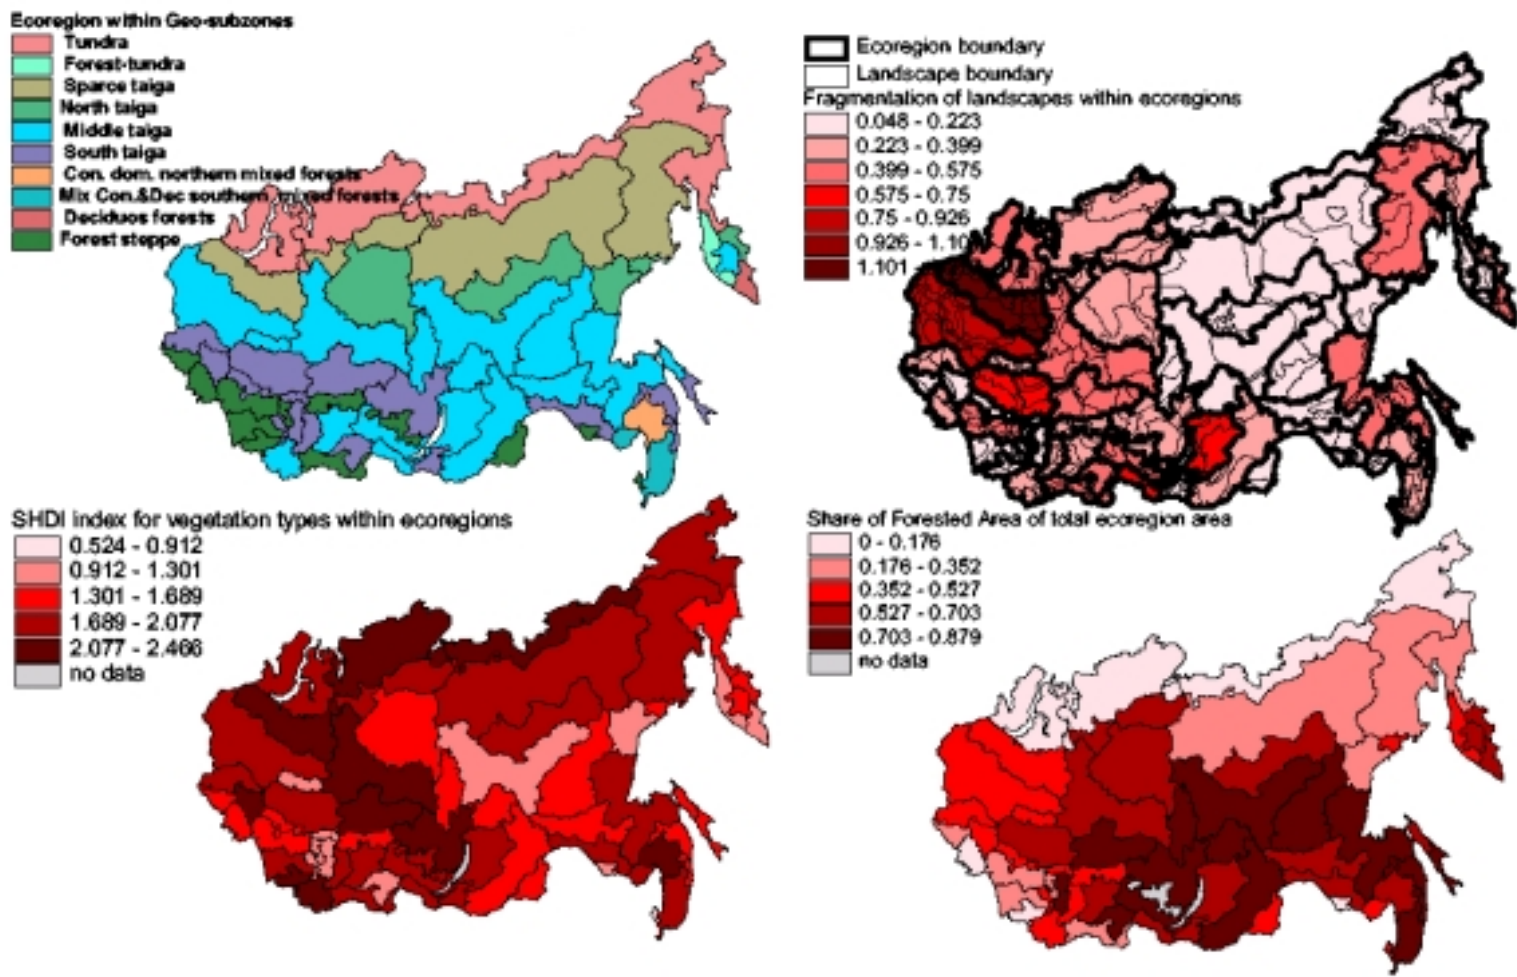 Ecoregion within Geo-subzones
Tundra
Forest-tundra
Sparce taiga
North taiga
Middle taiga
South taiga
Con. dom. northern mixed forests
Mix Con.&Dec southern mixed forests
Deciduos forests
Forest steppe
Ecoregion boundary
Landscape boundary
Fragmentation of landscapes within ecoregions
0.048 - 0.223
0.223 - 0.399
0.399 - 0.575
0.575 - 0.75
0.75 - 0.926
0.926 - 1.10
1.101
SHDI index for vegetation types within ecoregions
0.524 - 0.912
0.912 - 1.301
1.301 - 1.689
1.689 - 2.077
2.077 - 2.466
no data
Share of Forested Area of total ecoregion area
0 - 0.176
0.176 - 0.352
0.352 - 0.527
0.527 - 0.703
0.703 - 0.879
no data